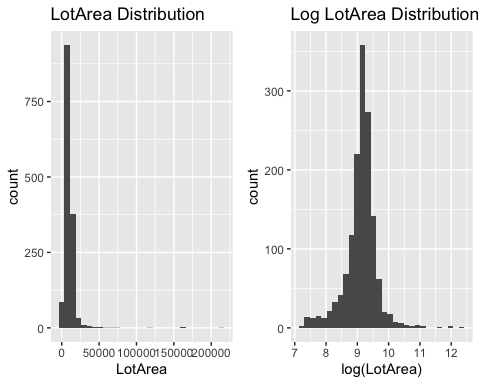 LotArea Distribution
750
500
250
0
count
0 50000 100000 150000 200000
LotArea
Log LotArea Distribution
300
200
100
0
count
7 8 9 10 11 12
log(LotArea)